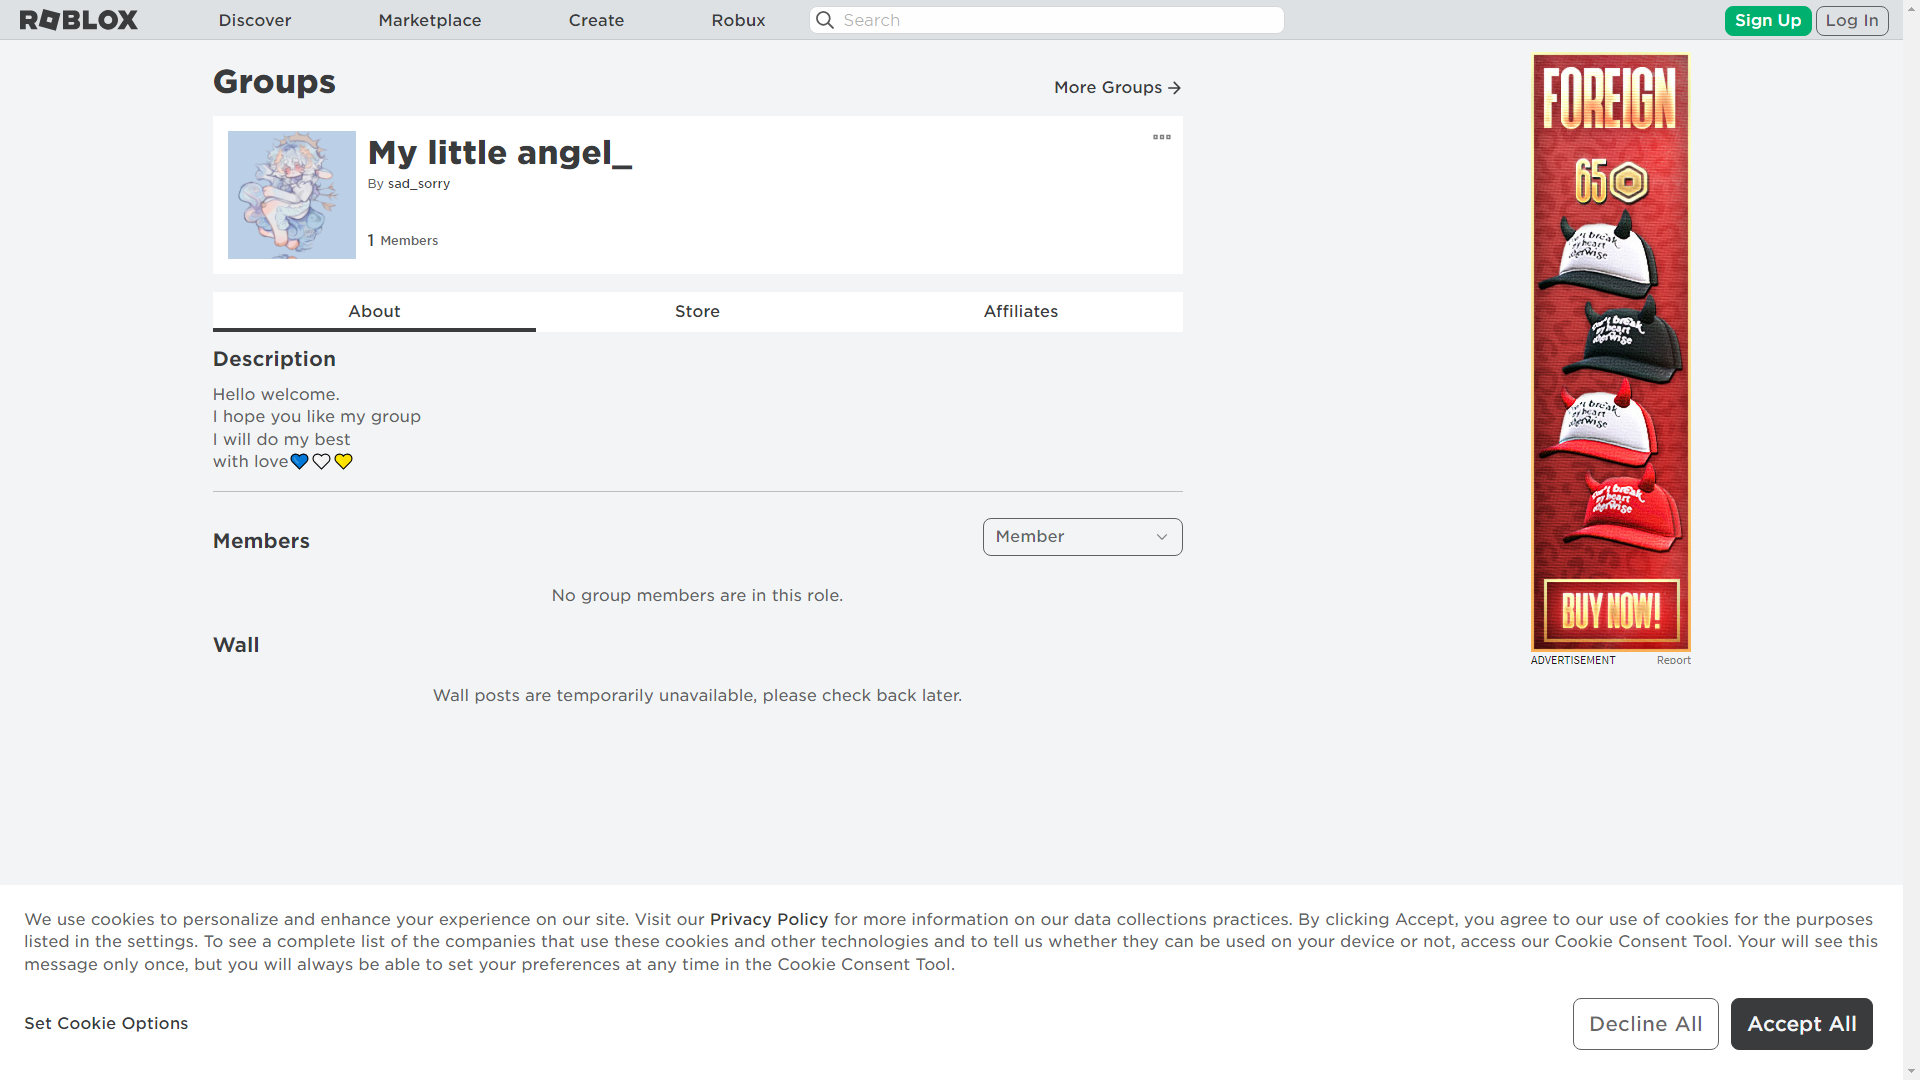 ROBLOX
Discover
Marketplace
Create
Robux
Search
Sign Up
Log In
Groups
More Groups
My little angel_
By sad_sorry
1 Members
About
Store
Affiliates
Description
Hello welcome.
I hope you like my group
I will do my best
with love💙🤍💛
Members
Member
No group members are in this role.
Wall
Wall posts are temporarily unavailable, please check back later.
FOREIGN
65
BUY NOW!
ADVERTISEMENT
Report
We use cookies to personalize and enhance your experience on our site. Visit our Privacy Policy for more information on our data collections practices. By clicking Accept, you agree to our use of cookies for the purposes
listed in the settings. To see a complete list of the companies that use these cookies and other technologies and to tell us whether they can be used on your device or not, access our Cookie Consent Tool. Your will see this
message only once, but you will always be able to set your preferences at any time in the Cookie Consent Tool.
Set Cookie Options
Decline All
Accept All